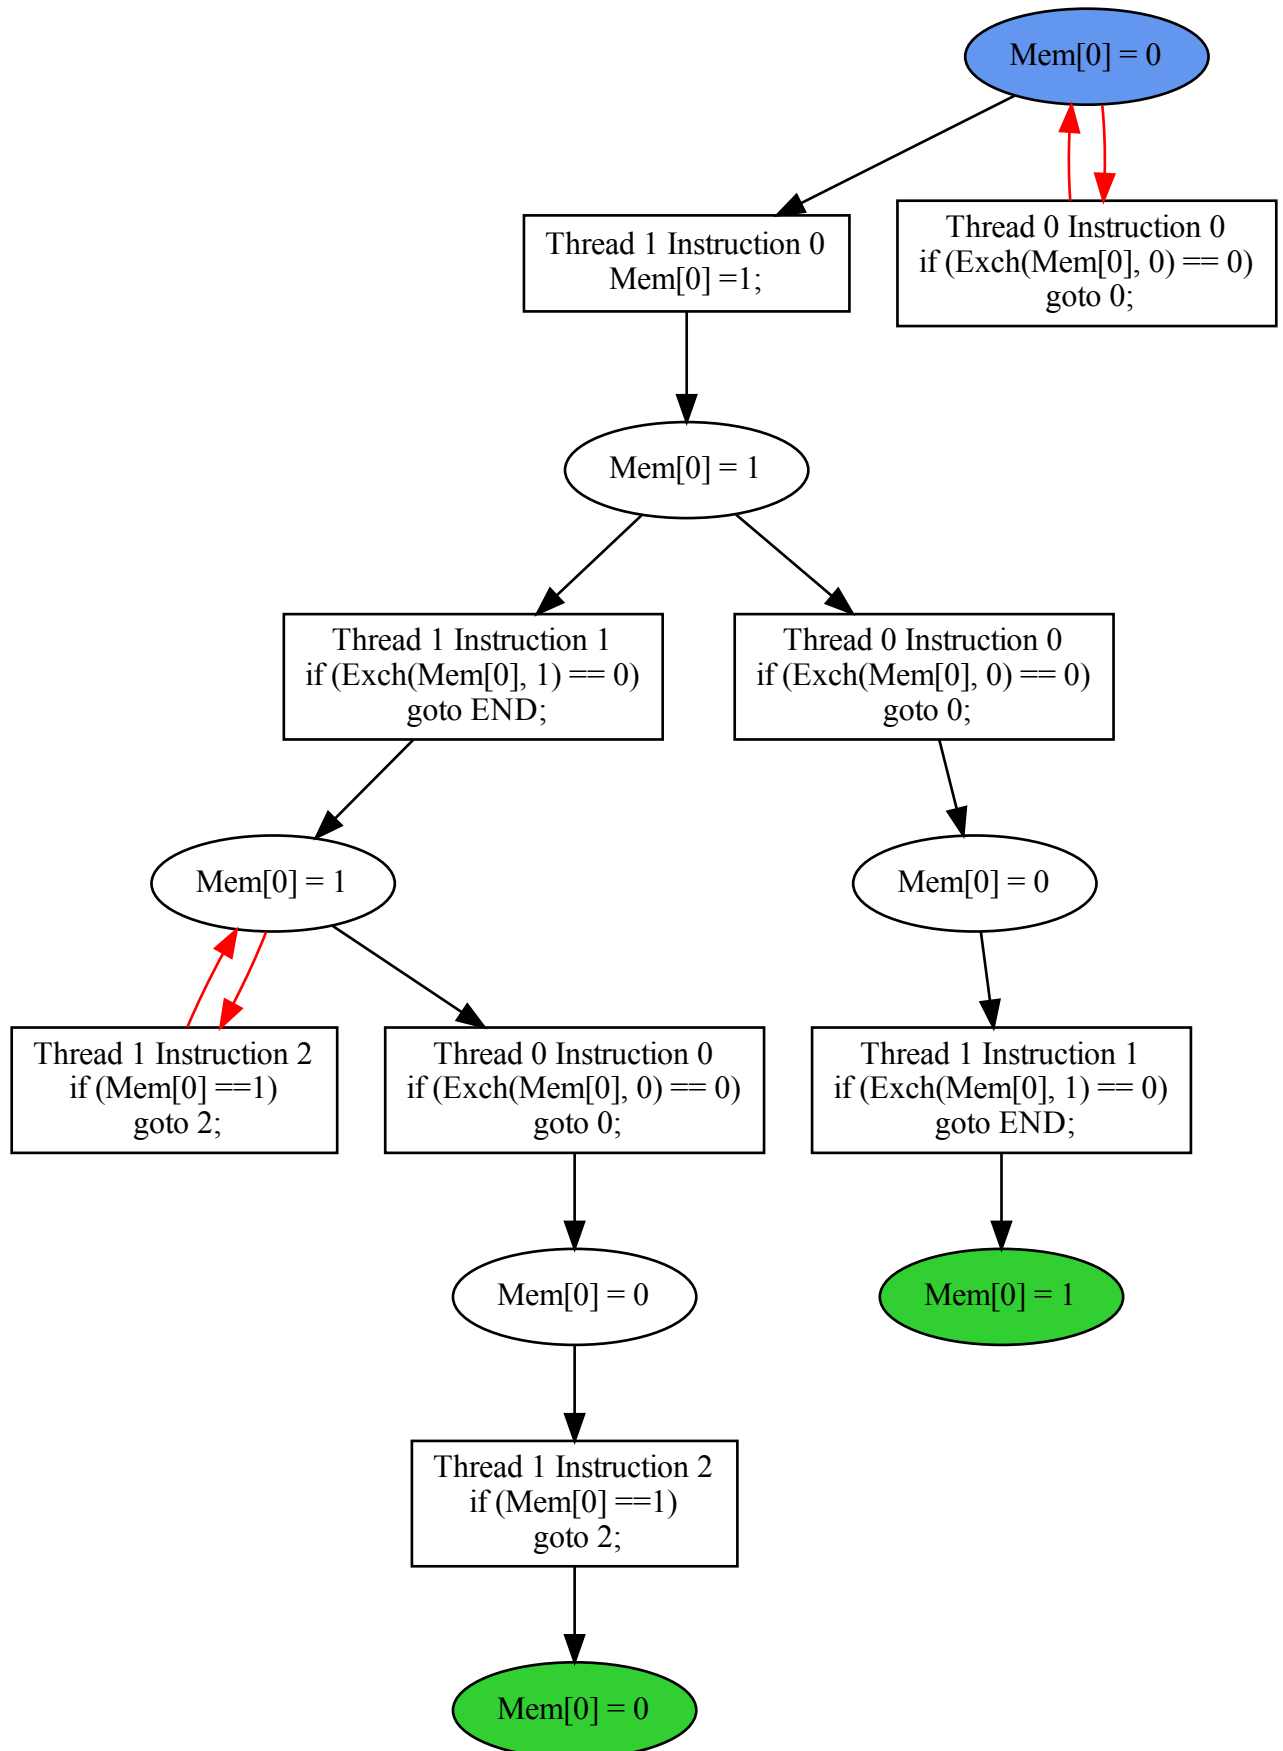 Mem[0] = 0
Thread 1 Instruction 0
Mem[0] =1;
Thread 0 Instruction 0
if (Exch(Mem[0], 0) == 0)
goto 0;
Mem[0] = 1
Thread 1 Instruction 1
if (Exch(Mem[0], 1) == 0)
goto END;
Thread 0 Instruction 0
if (Exch(Mem[0], 0) == 0)
goto 0;
Mem[0] = 1
Mem[0] = 0
Thread 1 Instruction 2
if (Mem[0] ==1)
goto 2;
Thread 0 Instruction 0
if (Exch(Mem[0], 0) == 0)
goto 0;
Thread 1 Instruction 1
if (Exch(Mem[0], 1) == 0)
goto END;
Mem[0] = 0
Mem[0] = 1
Thread 1 Instruction 2
if (Mem[0] ==1)
goto 2;
Mem[0] = 0